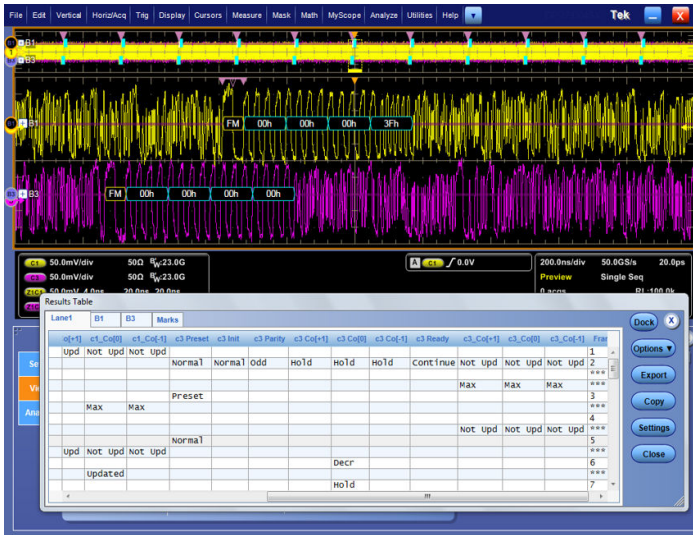 File Edit Vertical Horiz/Acq Trig Display Cursors Measure Mask Math MyScope Analyze Utilities Help Tek X
B1
B3
B1 FM 00h 00h 00h 3Fh
B3 FM 00h 00h 00h 00h
C1 50.0mV/div 50Ω BW:23.0G A C1 0.0V 200.0ns/div 50.0GS/s 20.0ps
C3 50.0mV/div 50Ω BW:23.0G Preview Single Seq
Z1C1 50.0mV 4.0ns 20.0ns 20.0ns 0 acqs RL:100.0k
Results Table
Lane1 B1 B3 Marks Dock X
o[+1] c1_Co[0] c1_Co[-1] c3 Preset c3 Init c3 Parity c3 Co[+1] c3 Co[0] c3 Co[-1] c3 Ready c3_Co[+1] c3_Co[0] c3_Co[-1] Fran
Upd Not Upd Not Upd 1
Normal Normal Odd Hold Hold Hold Continue Not Upd Not Upd Not Upd 2
***
Max Max Max ***
Preset 3
Max Max ***
4
Not Upd Not Upd Not Upd ***
Normal 5
Upd Not Upd Not Upd ***
Decr 6
Updated ***
Hold 7
Options
Export
Copy
Settings
Close
Se
Vi
Ana